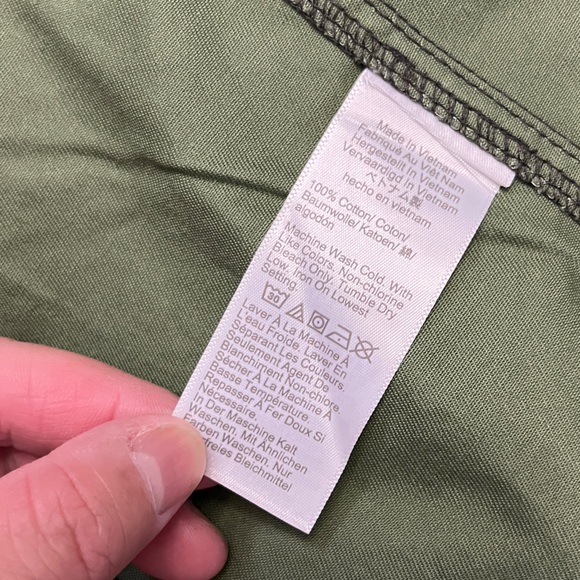 Made In Vietnam
Fabriqué Au Viêt Nam
Hergestellt In Vietnam
Vervaardigd In Vietnam
ベトナム製
hecho en vietnam
100% Cotton/ Coton/
Baumwolle/ Katoen/ 綿/
algodón
Machine Wash Cold. With
Like Colors. Non-chlorine
Bleach Only. Tumble Dry
Low. Iron On Lowest
Setting.
30
Laver À La Machine À
L'eau Froide. Laver En
Séparant Les Couleurs.
Seulement Agent De
Blanchiment Non-chlore.
Sécher À La Machine À
Basse Température.
Repasser À Fer Doux Si
Nécessaire.
In Der Maschine Kalt
Waschen. Mit Ähnlichen
Farben Waschen. Nur
Bleichmittel